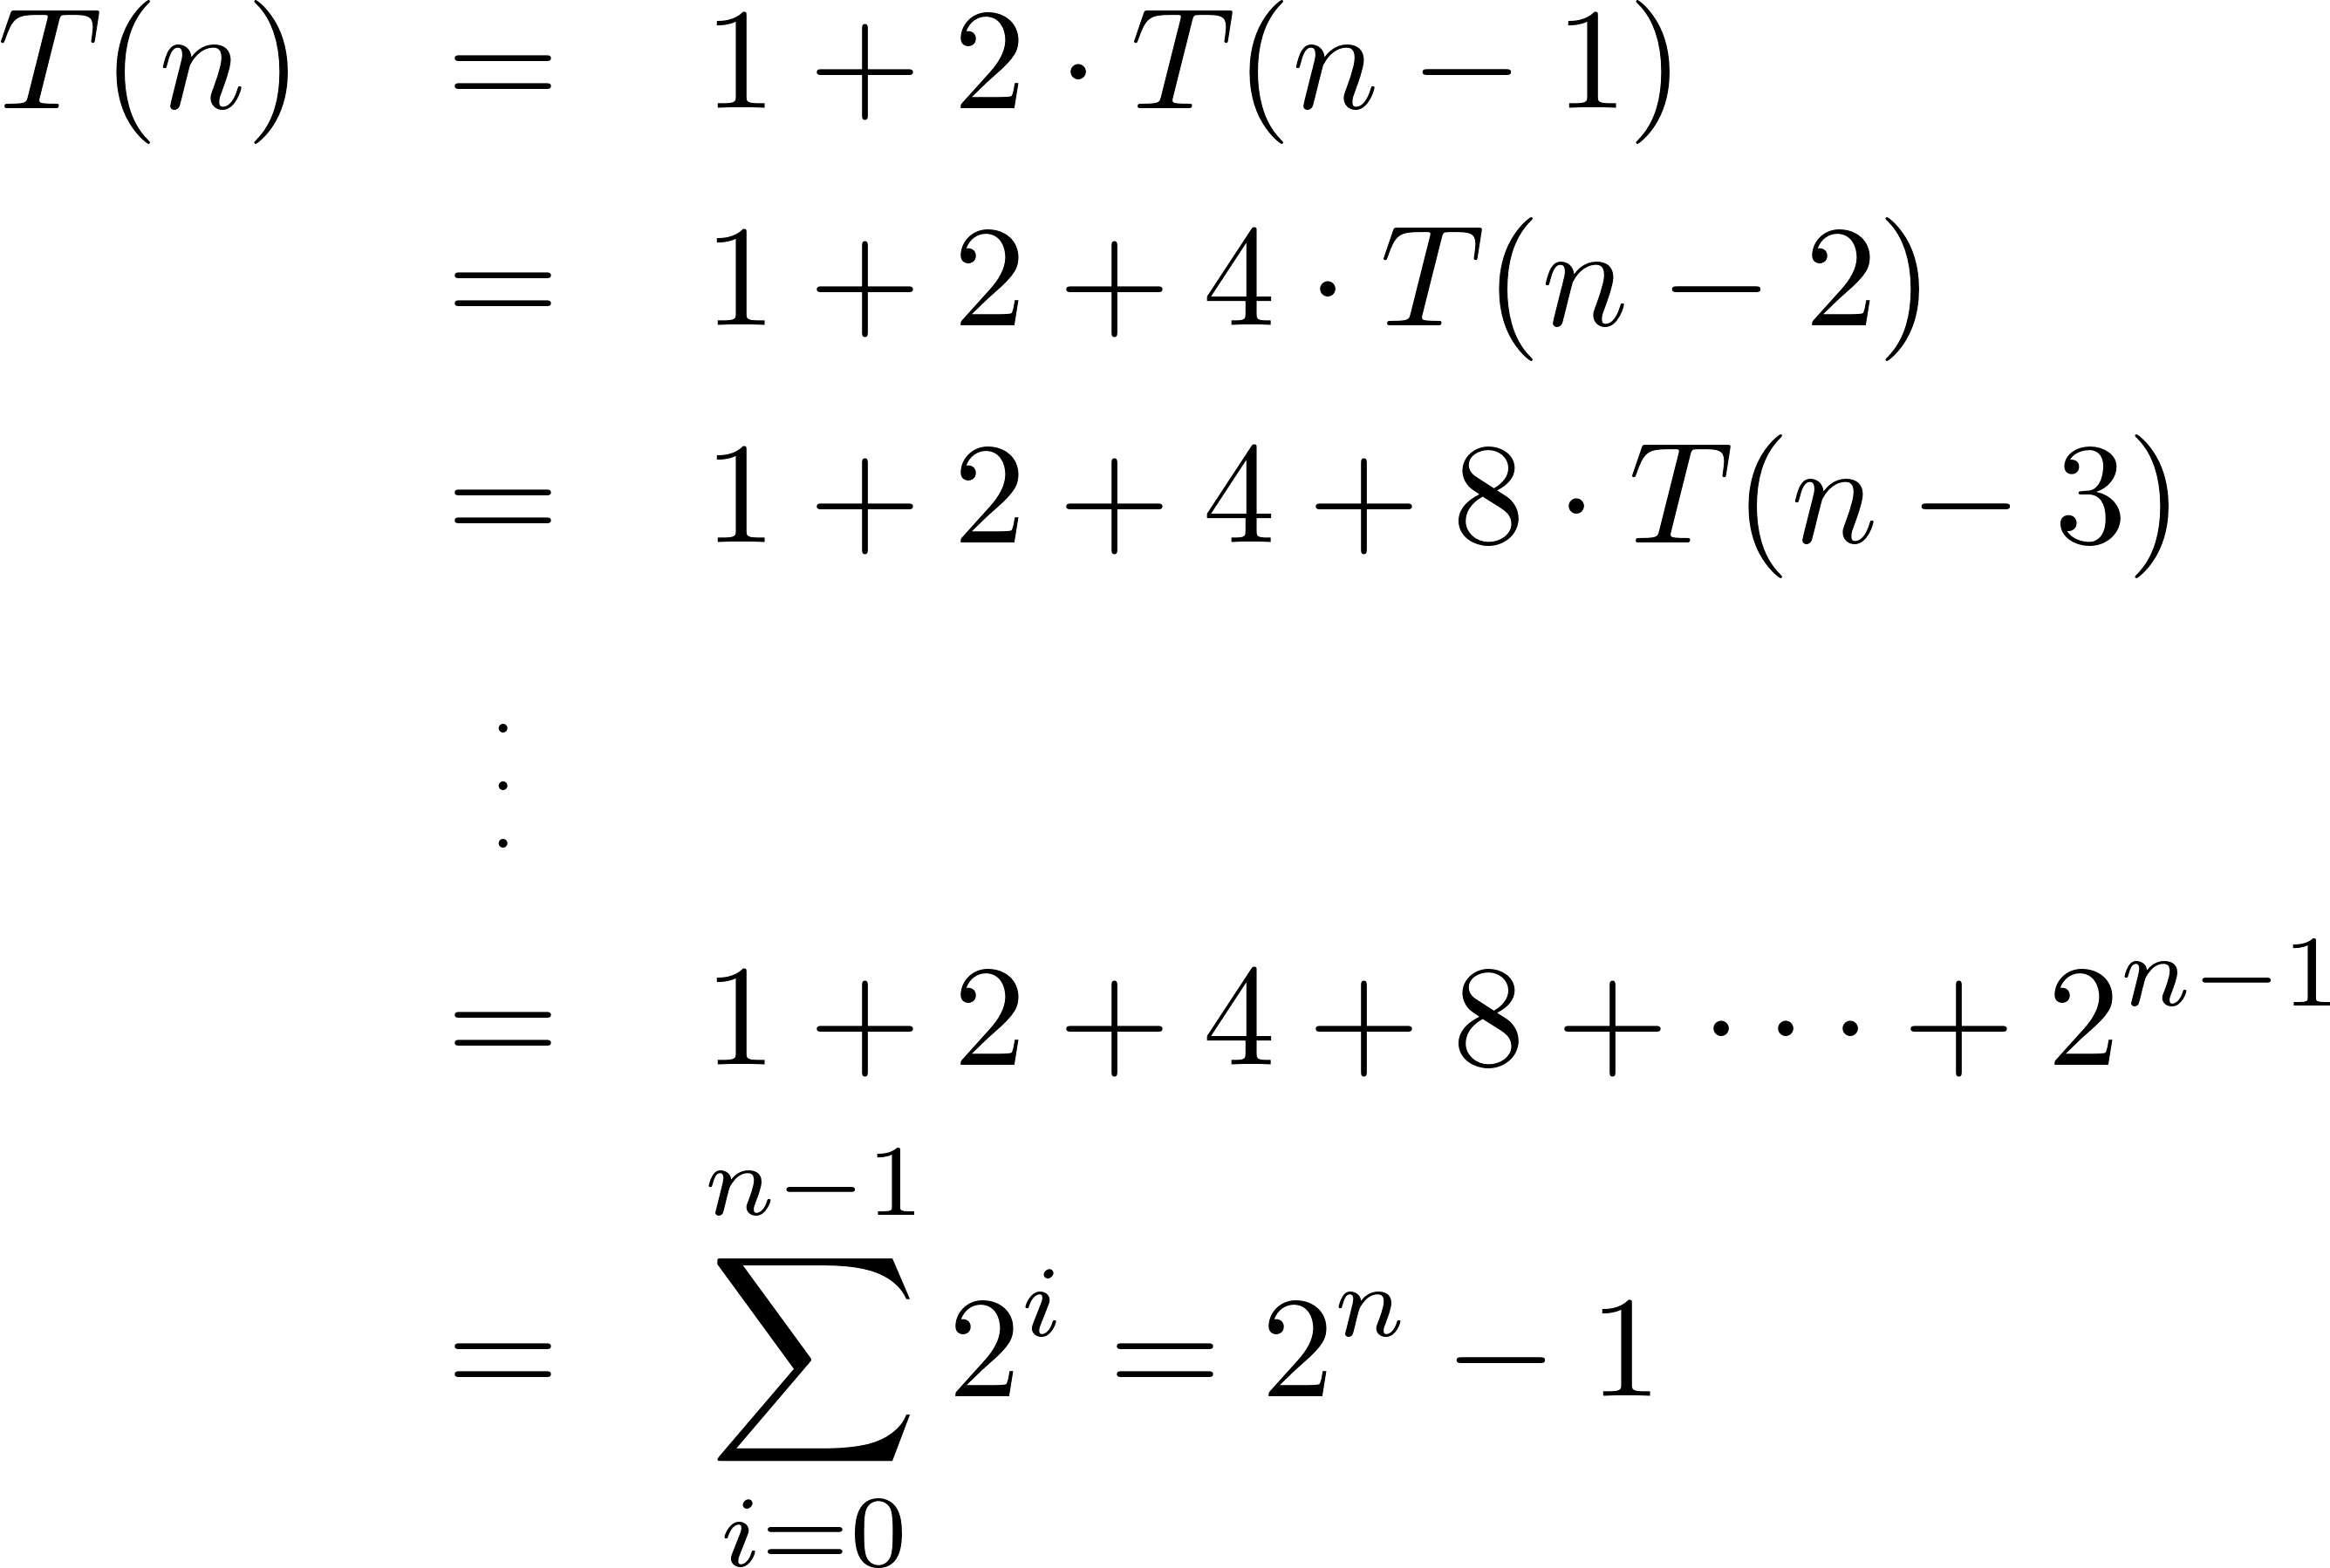 T(n) = 1 + 2 · T(n − 1)
= 1 + 2 + 4 · T(n − 2)
= 1 + 2 + 4 + 8 · T(n − 3)
⋮
= 1 + 2 + 4 + 8 + ⋯ + 2^{n−1}
= \sum_{i=0}^{n−1} 2^i = 2^n − 1